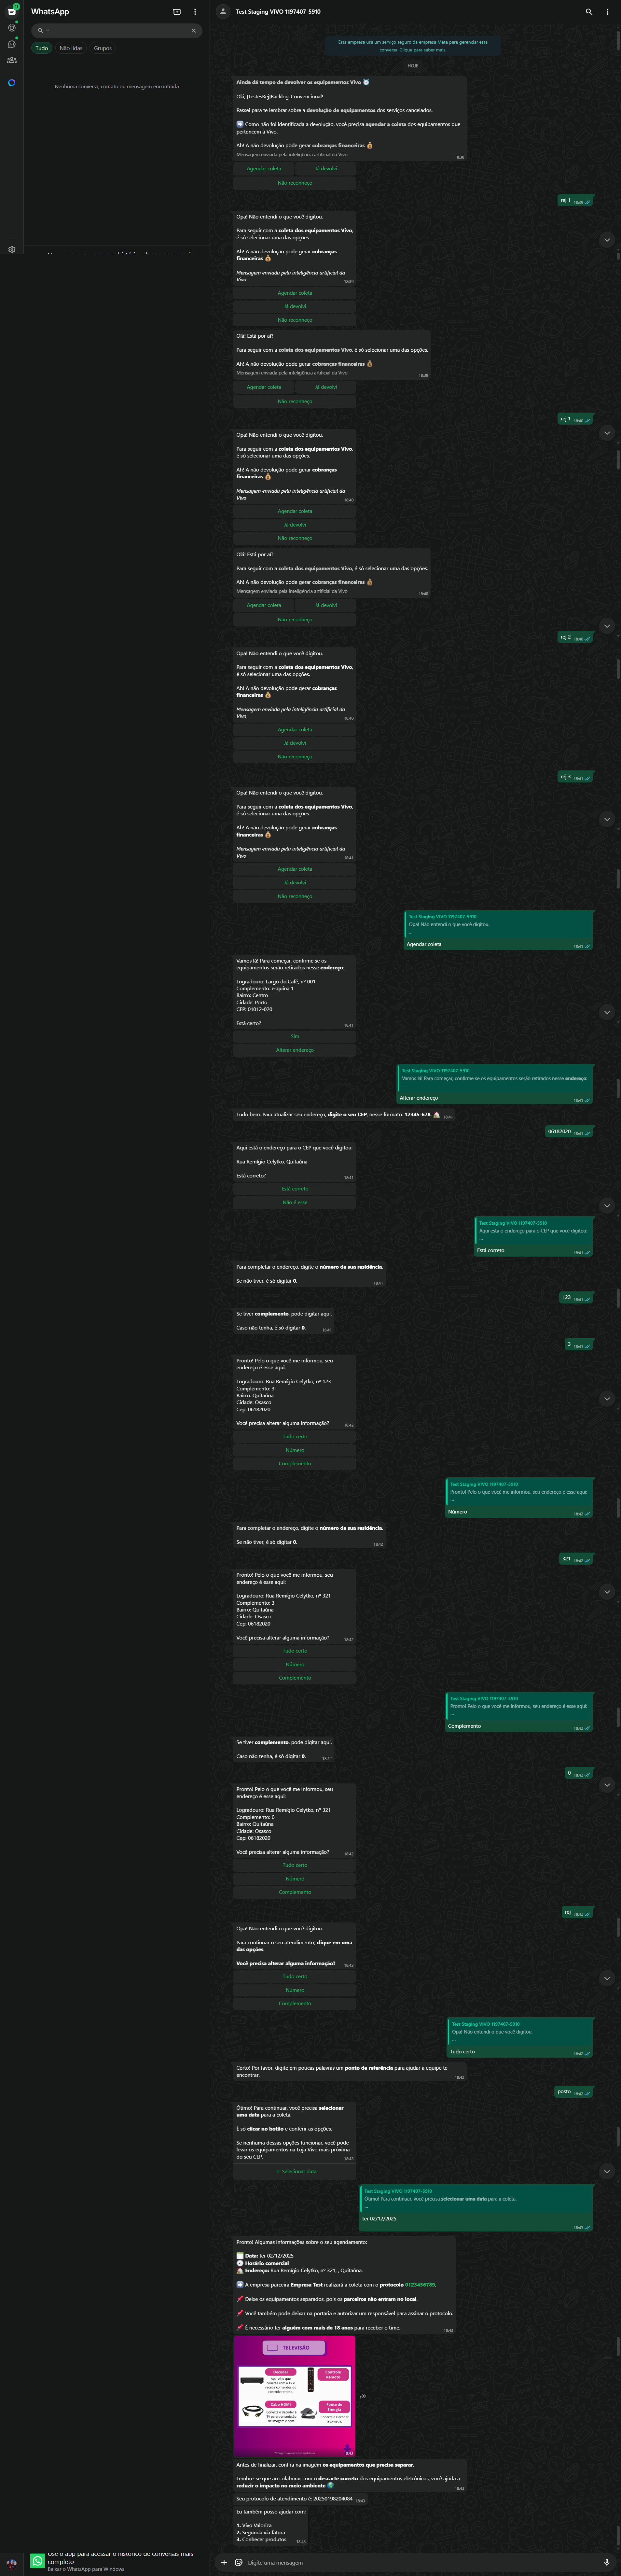 WhatsApp
Tudo
Não lidas
Grupos
Nenhuma conversa, contato ou mensagem encontrada
Use o app para acessar o histórico de conversas mais
completo
Baixar o WhatsApp para Windows
Test Staging VIVO 1197407-5910
Esta empresa usa um serviço seguro da empresa Meta para gerenciar esta
conversa. Clique para saber mais.
HOJE
Ainda dá tempo de devolver os equipamentos Vivo ⏰
Olá, [TestesRej]Backlog_Convencional!
Passei para te lembrar sobre a devolução de equipamentos dos serviços cancelados.
➡️ Como não foi identificada a devolução, você precisa agendar a coleta dos equipamentos que
pertencem à Vivo.
Ah! A não devolução pode gerar cobranças financeiras 💰
Mensagem enviada pela inteligência artificial da Vivo
18:38
Agendar coleta
Já devolvi
Não reconheço
rej 1 18:39
Opa! Não entendi o que você digitou.
Para seguir com a coleta dos equipamentos Vivo,
é só selecionar uma das opções.
Ah! A não devolução pode gerar cobranças
financeiras 💰
Mensagem enviada pela inteligência artificial da
Vivo
18:39
Agendar coleta
Já devolvi
Não reconheço
Olá! Está por aí?
Para seguir com a coleta dos equipamentos Vivo, é só selecionar uma das opções.
Ah! A não devolução pode gerar cobranças financeiras 💰
Mensagem enviada pela inteligência artificial da Vivo
18:39
Agendar coleta
Já devolvi
Não reconheço
rej 1 18:40
Opa! Não entendi o que você digitou.
Para seguir com a coleta dos equipamentos Vivo,
é só selecionar uma das opções.
Ah! A não devolução pode gerar cobranças
financeiras 💰
Mensagem enviada pela inteligência artificial da
Vivo
18:40
Agendar coleta
Já devolvi
Não reconheço
Olá! Está por aí?
Para seguir com a coleta dos equipamentos Vivo, é só selecionar uma das opções.
Ah! A não devolução pode gerar cobranças financeiras 💰
Mensagem enviada pela inteligência artificial da Vivo
18:40
Agendar coleta
Já devolvi
Não reconheço
rej 2 18:40
Opa! Não entendi o que você digitou.
Para seguir com a coleta dos equipamentos Vivo,
é só selecionar uma das opções.
Ah! A não devolução pode gerar cobranças
financeiras 💰
Mensagem enviada pela inteligência artificial da
Vivo
18:40
Agendar coleta
Já devolvi
Não reconheço
rej 3 18:41
Opa! Não entendi o que você digitou.
Para seguir com a coleta dos equipamentos Vivo,
é só selecionar uma das opções.
Ah! A não devolução pode gerar cobranças
financeiras 💰
Mensagem enviada pela inteligência artificial da
Vivo
18:41
Agendar coleta
Já devolvi
Não reconheço
Test Staging VIVO 1197407-5910
Opa! Não entendi o que você digitou.
...
Agendar coleta
18:41
Vamos lá! Para começar, confirme se os
equipamentos serão retirados nesse endereço:
Logradouro: Largo do Café, nº 001
Complemento: esquina 1
Bairro: Centro
Cidade: Porto
CEP: 01012-020
Está certo?
18:41
Sim
Alterar endereço
Test Staging VIVO 1197407-5910
Vamos lá! Para começar, confirme se os equipamentos serão retirados nesse endereço:
...
Alterar endereço
18:41
Tudo bem. Para atualizar seu endereço, digite o seu CEP, nesse formato: 12345-678. 🏠 18:41
06182020 18:41
Aqui está o endereço para o CEP que você digitou:
Rua Remígio Celytko, Quitaúna
Está correto?
18:41
Está correto
Não é esse
Test Staging VIVO 1197407-5910
Aqui está o endereço para o CEP que você digitou:
...
Está correto
18:41
Para completar o endereço, digite o número da sua residência.
Se não tiver, é só digitar 0.
18:41
123 18:41
Se tiver complemento, pode digitar aqui.
Caso não tenha, é só digitar 0.
18:41
3 18:41
Pronto! Pelo o que você me informou, seu
endereço é esse aqui:
Logradouro: Rua Remígio Celytko, nº 123
Complemento: 3
Bairro: Quitaúna
Cidade: Osasco
Cep: 06182020
Você precisa alterar alguma informação?
18:42
Tudo certo
Número
Complemento
Test Staging VIVO 1197407-5910
Pronto! Pelo o que você me informou, seu endereço é esse aqui:
...
Número
18:42
Para completar o endereço, digite o número da sua residência.
Se não tiver, é só digitar 0.
18:42
321 18:42
Pronto! Pelo o que você me informou, seu
endereço é esse aqui:
Logradouro: Rua Remígio Celytko, nº 321
Complemento: 3
Bairro: Quitaúna
Cidade: Osasco
Cep: 06182020
Você precisa alterar alguma informação?
18:42
Tudo certo
Número
Complemento
Test Staging VIVO 1197407-5910
Pronto! Pelo o que você me informou, seu endereço é esse aqui:
...
Complemento
18:42
Se tiver complemento, pode digitar aqui.
Caso não tenha, é só digitar 0.
18:42
0 18:42
Pronto! Pelo o que você me informou, seu
endereço é esse aqui:
Logradouro: Rua Remígio Celytko, nº 321
Complemento: 0
Bairro: Quitaúna
Cidade: Osasco
Cep: 06182020
Você precisa alterar alguma informação?
18:42
Tudo certo
Número
Complemento
rej 18:42
Opa! Não entendi o que você digitou.
Para continuar o seu atendimento, clique em uma
das opções.
Você precisa alterar alguma informação?
18:42
Tudo certo
Número
Complemento
Test Staging VIVO 1197407-5910
Opa! Não entendi o que você digitou.
...
Tudo certo
18:42
Certo! Por favor, digite em poucas palavras um ponto de referência para ajudar a equipe te
encontrar.
18:42
posto 18:42
Ótimo! Para continuar, você precisa selecionar
uma data para a coleta.
É só clicar no botão e conferir as opções.
Se nenhuma dessas opções funcionar, você pode
levar os equipamentos na Loja Vivo mais próxima
do seu CEP.
18:43
Selecionar data
Test Staging VIVO 1197407-5910
Ótimo! Para continuar, você precisa selecionar uma data para a coleta.
...
ter 02/12/2025
18:43
Pronto! Algumas informações sobre o seu agendamento:
🗓️ Data: ter 02/12/2025
🕘 Horário comercial
🏠 Endereço: Rua Remígio Celytko, nº 321, , Quitaúna.
➡️ A empresa parceira Empresa Test realizará a coleta com o protocolo 0123456789.
📌 Deixe os equipamentos separados, pois os parceiros não entram no local.
📌 Você também pode deixar na portaria e autorizar um responsável para assinar o protocolo.
📌 É necessário ter alguém com mais de 18 anos para receber o time.
18:43
TELEVISÃO
Decoder
Controle
Remoto
Cabo HDMI
Fonte de
Energia
18:43
Antes de finalizar, confira na imagem os equipamentos que precisa separar.
Lembre-se que ao colaborar com o descarte correto dos equipamentos eletrônicos, você ajuda a
reduzir o impacto no meio ambiente 🌎
18:43
Seu protocolo de atendimento é: 20250198204084 18:43
Eu também posso ajudar com:
1. Vivo Valoriza
2. Segunda via fatura
3. Conhecer produtos
18:43
Digite uma mensagem